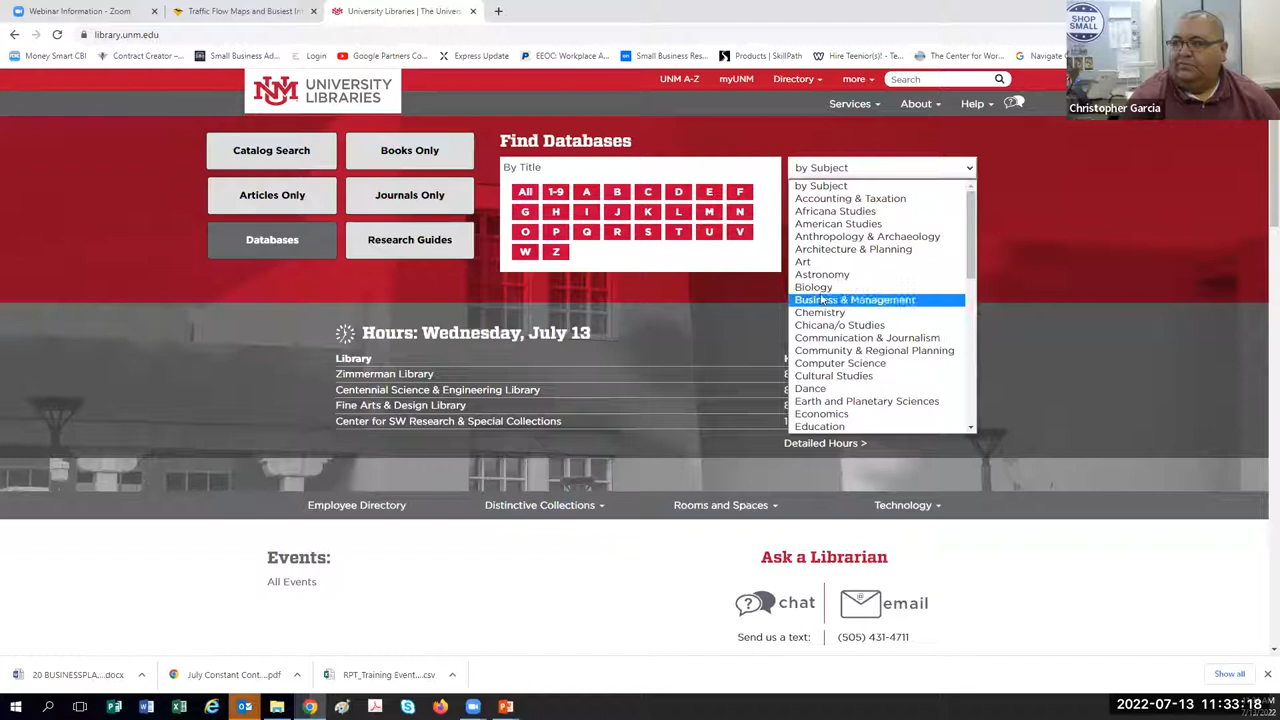 Webinar Information - Zoom
Traffic Flow Maps and Busiest In
University Libraries | The Univers
library.unm.edu
Money Smart CBI
Contract Creator -...
Small Business Ad...
Login
Google Partners Co...
Express Update
EEOC: Workplace A...
Small Business Res...
Products | SkillPath
Wire Teenior(s)! - Te...
The Center for Wor...
Navigate
SHOP
SMALL
Christopher Garcia
UNM A-Z
myUNM
Directory
more
Search
UNIVERSITY
LIBRARIES
Services
About
Help
Catalog Search
Books Only
Articles Only
Journals Only
Databases
Research Guides
Find Databases
By Title
All 1-9 A B C D E F
G H I J K L M N
O P Q R S T U V
W Z
by Subject
by Subject
Accounting & Taxation
Africana Studies
American Studies
Anthropology & Archaeology
Architecture & Planning
Art
Astronomy
Biology
Business & Management
Chemistry
Chicana/o Studies
Communication & Journalism
Community & Regional Planning
Computer Science
Cultural Studies
Dance
Earth and Planetary Sciences
Economics
Education
Hours: Wednesday, July 13
Library
Zimmerman Library
Centennial Science & Engineering Library
Fine Arts & Design Library
Center for SW Research & Special Collections
Detailed Hours >
Employee Directory
Distinctive Collections
Rooms and Spaces
Technology
Events:
All Events
Ask a Librarian
chat
email
Send us a text:
(505) 431-4711
20 BUSINESSPLA....docx
July Constant Cont....pdf
RPT_Training Event....csv
Show all
2022-07-13 11:33:18
7/13/2022